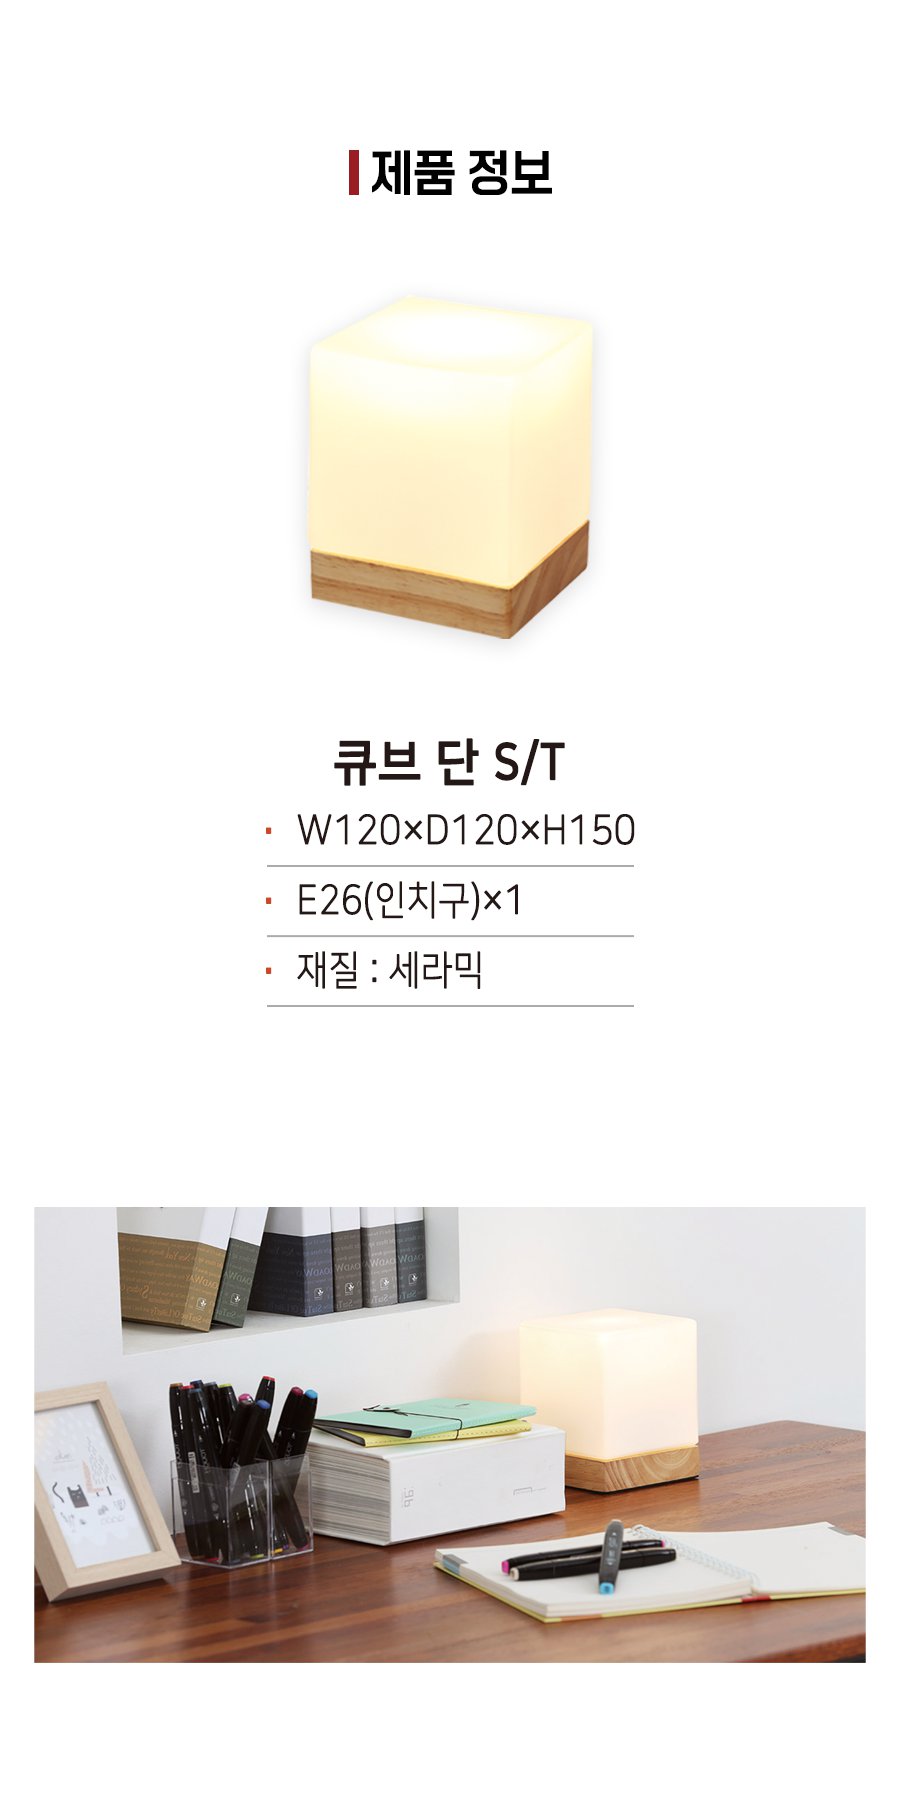 제품 정보
큐브 단 S/T
· W120×D120×H150
· E26(인치구)×1
· 재질 : 세라믹